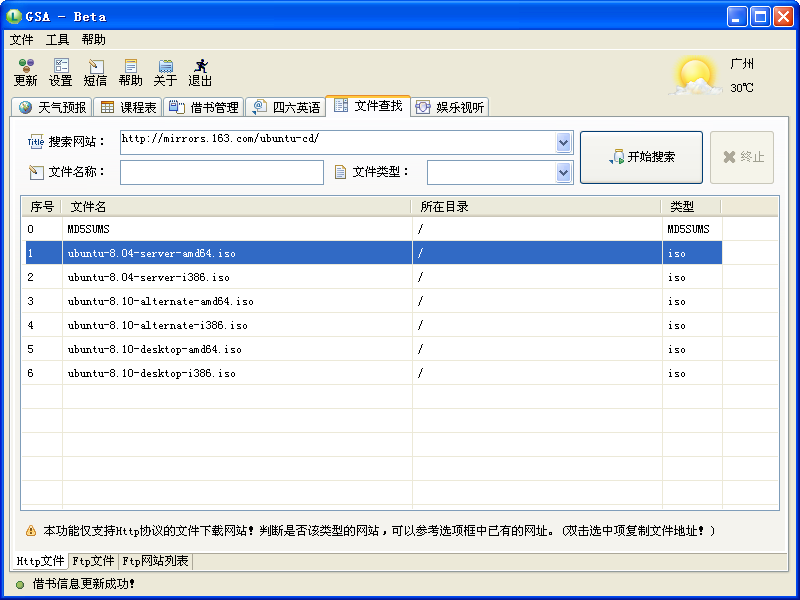 GSA - Beta
文件 工具 帮助
更新 设置 短信 帮助 关于 退出
广州
30℃
天气预报 课程表 借书管理 四六英语 文件查找 娱乐视听
Title 搜索网站： http://mirrors.163.com/ubuntu-cd/
文件名称： 文件类型：
开始搜索 终止
序号 文件名 所在目录 类型
0 MD5SUMS / MD5SUMS
1 ubuntu-8.04-server-amd64.iso / iso
2 ubuntu-8.04-server-i386.iso / iso
3 ubuntu-8.10-alternate-amd64.iso / iso
4 ubuntu-8.10-alternate-i386.iso / iso
5 ubuntu-8.10-desktop-amd64.iso / iso
6 ubuntu-8.10-desktop-i386.iso / iso
本功能仅支持Http协议的文件下载网站！判断是否该类型的网站，可以参考选项框中已有的网址。(双击选中项复制文件地址！)
Http文件 Ftp文件 Ftp网站列表
借书信息更新成功！